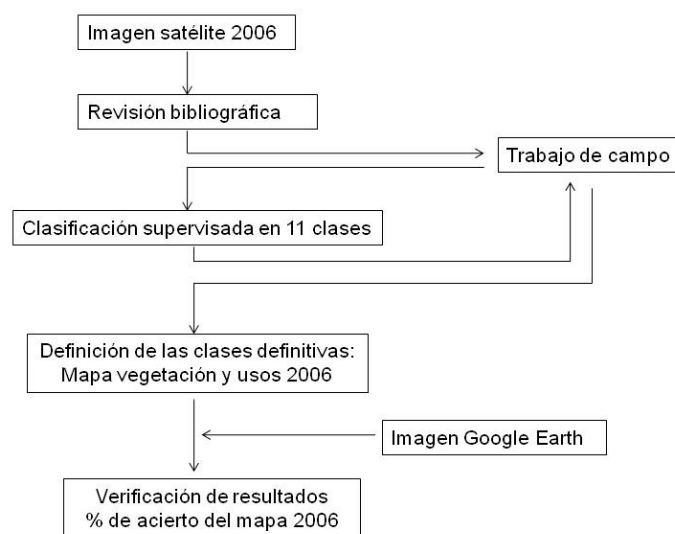 Imagen satélite 2006
Revisión bibliográfica
Trabajo de campo
Clasificación supervisada en 11 clases
Definición de las clases definitivas:
Mapa vegetación y usos 2006
Imagen Google Earth
Verificación de resultados
% de acierto del mapa 2006